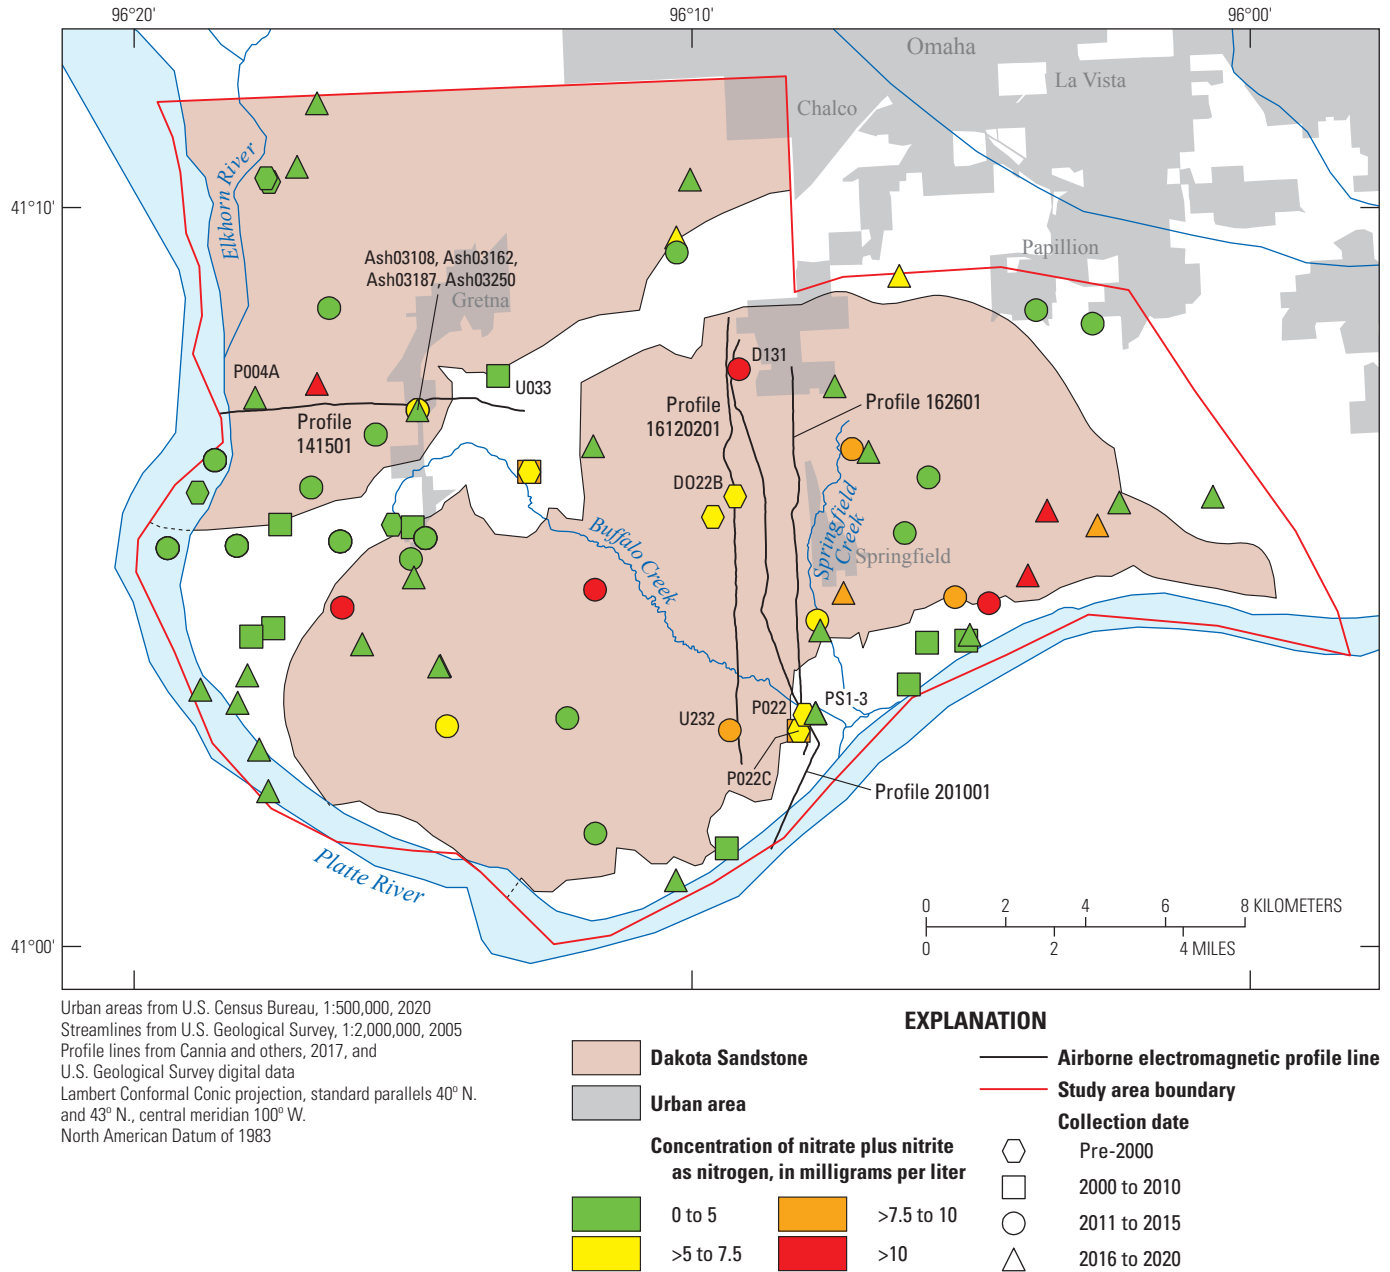 96°20'
96°10'
96°00'
Omaha
La Vista
Chalco
41°10'
Elkhorn River
Papillion
Ash03108, Ash03162,
Ash03187, Ash03250
Gretna
P004A
U033
D131
Profile
141501
Profile
16120201
Profile 162601
DO22B
Buffalo Creek
Springfield
Creek
Springfield
U232
P022
PS1-3
P022C
Profile 201001
Platte River
41°00'
0 2 4 6 8 KILOMETERS
0 2 4 MILES
Urban areas from U.S. Census Bureau, 1:500,000, 2020
Streamlines from U.S. Geological Survey, 1:2,000,000, 2005
Profile lines from Cannia and others, 2017, and
U.S. Geological Survey digital data
Lambert Conformal Conic projection, standard parallels 40° N.
and 43° N., central meridian 100° W.
North American Datum of 1983
EXPLANATION
Dakota Sandstone
Urban area
Concentration of nitrate plus nitrite
as nitrogen, in milligrams per liter
0 to 5
>7.5 to 10
>5 to 7.5
>10
Airborne electromagnetic profile line
Study area boundary
Collection date
Pre-2000
2000 to 2010
2011 to 2015
2016 to 2020